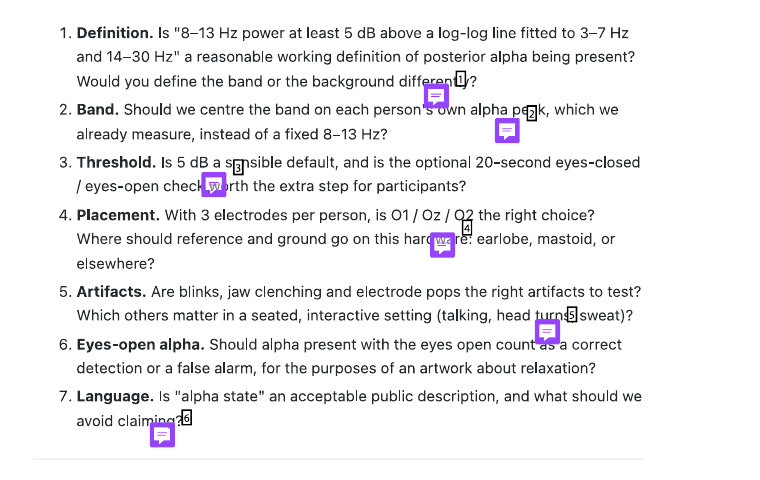 1. Definition. Is "8–13 Hz power at least 5 dB above a log-log line fitted to 3–7 Hz
and 14–30 Hz" a reasonable working definition of posterior alpha being present?
Would you define the band or the background differently? 1
2. Band. Should we centre the band on each person's own alpha peak, which we 2
already measure, instead of a fixed 8–13 Hz?
3. Threshold. Is 5 dB a sensible default, and is the optional 20-second eyes-closed 3
/ eyes-open check worth the extra step for participants?
4. Placement. With 3 electrodes per person, is O1 / Oz / O2 the right choice?
Where should reference and ground go on this hardware: earlobe, mastoid, or 4
elsewhere?
5. Artifacts. Are blinks, jaw clenching and electrode pops the right artifacts to test?
Which others matter in a seated, interactive setting (talking, head turns, sweat)? 5
6. Eyes-open alpha. Should alpha present with the eyes open count as a correct
detection or a false alarm, for the purposes of an artwork about relaxation?
7. Language. Is "alpha state" an acceptable public description, and what should we
avoid claiming? 6